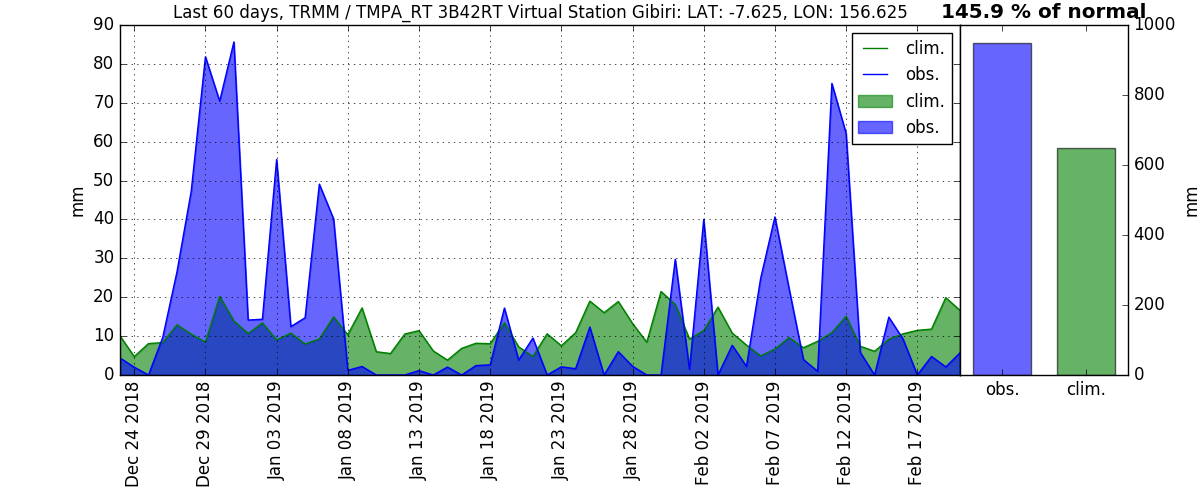 Last 60 days, TRMM / TMPA_RT 3B42RT Virtual Station Gibiri: LAT: -7.625, LON: 156.625
145.9 % of normal
90
80
70
60
50
40
30
20
10
0
mm
clim.
obs.
clim.
obs.
Dec 24 2018
Dec 29 2018
Jan 03 2019
Jan 08 2019
Jan 13 2019
Jan 18 2019
Jan 23 2019
Jan 28 2019
Feb 02 2019
Feb 07 2019
Feb 12 2019
Feb 17 2019
1000
800
600
400
200
0
mm
obs.
clim.